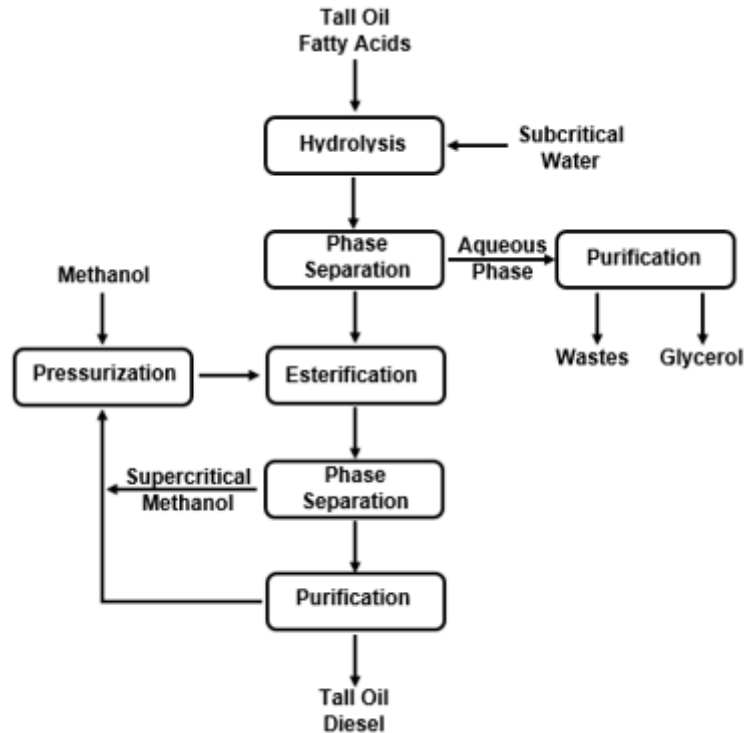 Tall Oil
Fatty Acids
Hydrolysis
Subcritical
Water
Phase
Separation
Aqueous
Phase
Purification
Methanol
Wastes
Glycerol
Pressurization
Esterification
Supercritical
Methanol
Phase
Separation
Purification
Tall Oil
Diesel